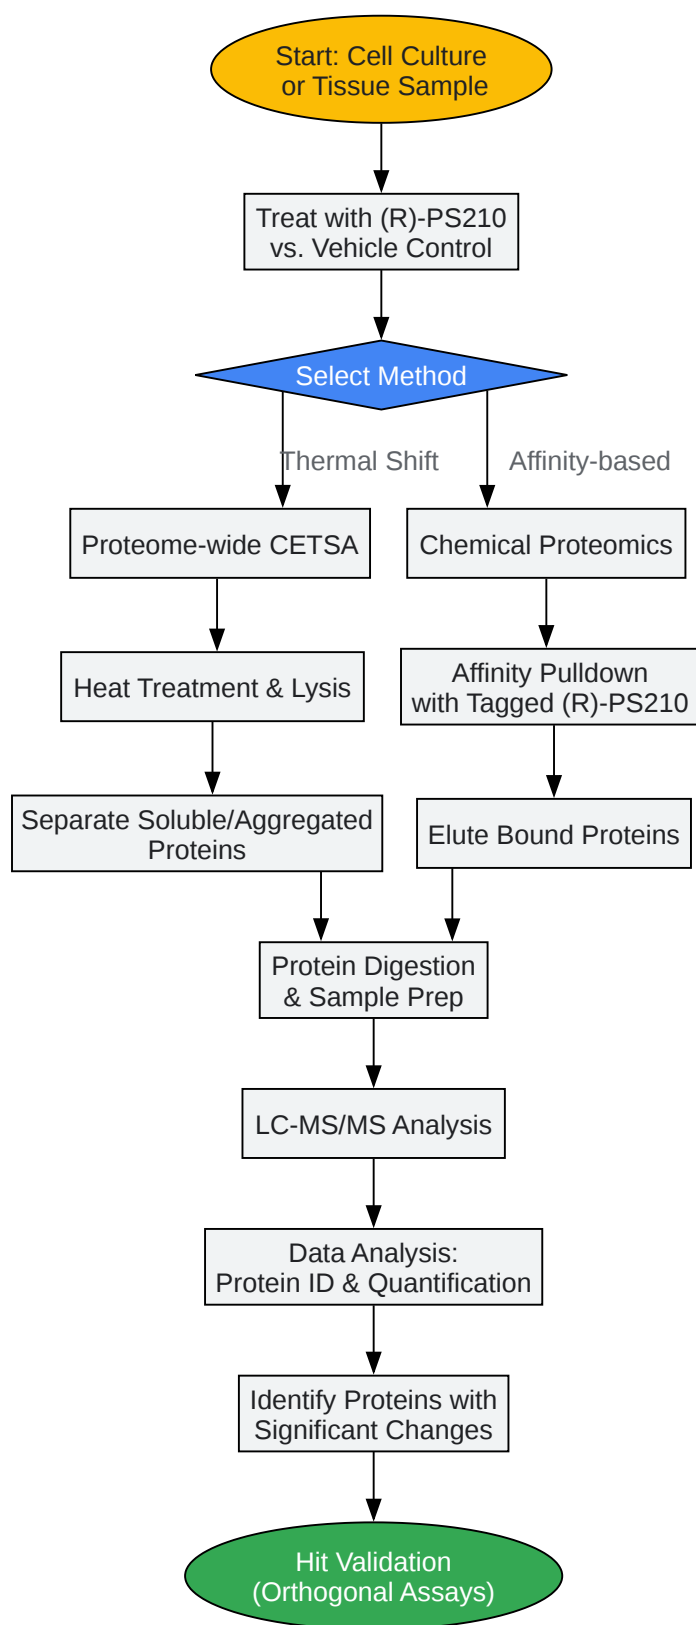 Start: Cell Culture
or Tissue Sample
Treat with (R)-PS210
vs. Vehicle Control
Select Method
Thermal Shift
Affinity-based
Proteome-wide CETSA
Chemical Proteomics
Heat Treatment & Lysis
Affinity Pulldown
with Tagged (R)-PS210
Separate Soluble/Aggregated
Proteins
Elute Bound Proteins
Protein Digestion
& Sample Prep
LC-MS/MS Analysis
Data Analysis:
Protein ID & Quantification
Identify Proteins with
Significant Changes
Hit Validation
(Orthogonal Assays)